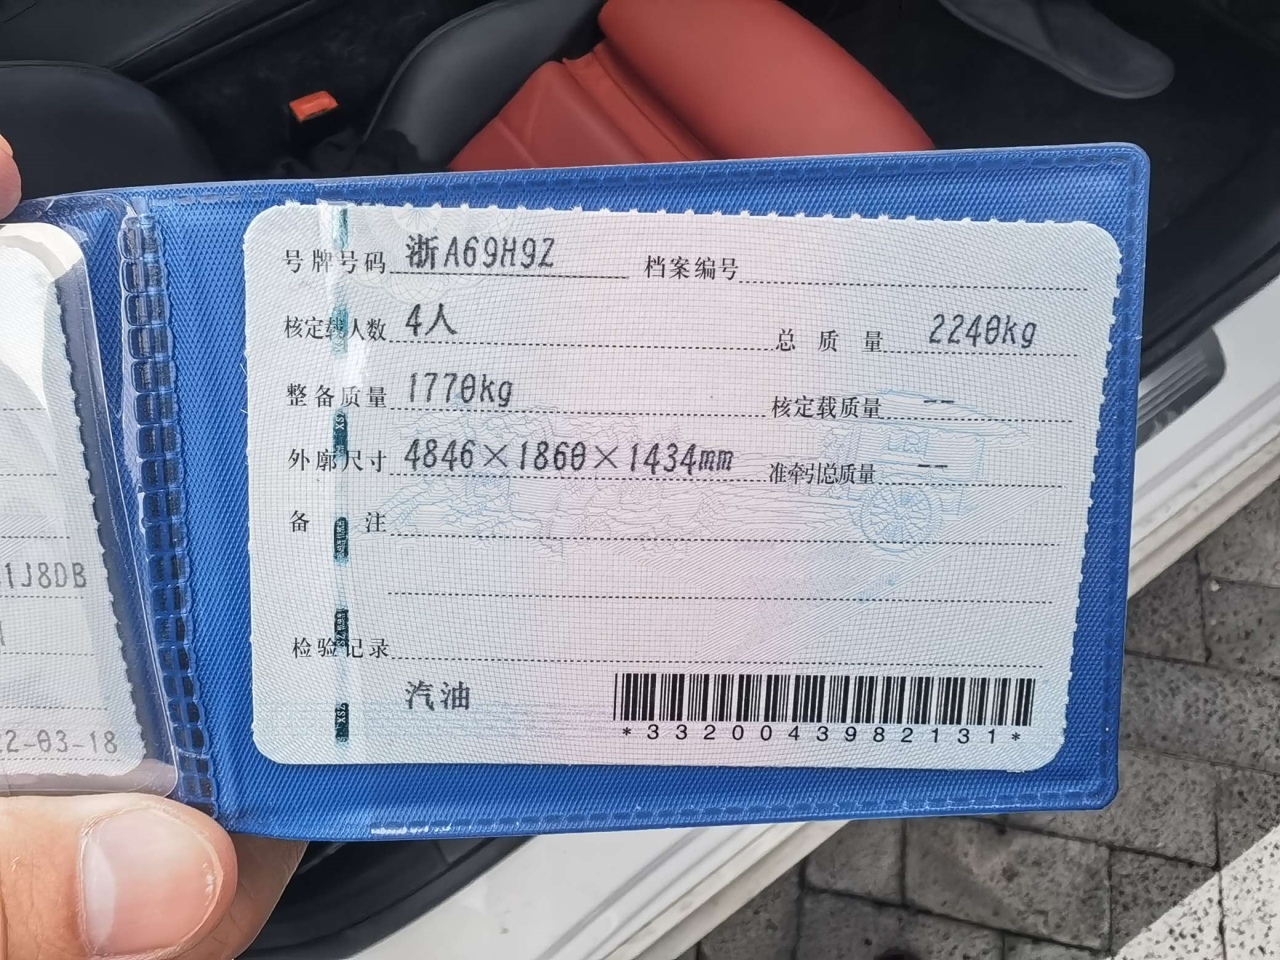 号牌号码 浙A69H9Z 档案编号
核定载人数 4人 总质量 2240kg
整备质量 1770kg 核定载质量 --
外廓尺寸 4846×1860×1434mm 准牵引总质量 --
备注
检验记录
汽油
*3320043982131*
1J8DB
2-03-18